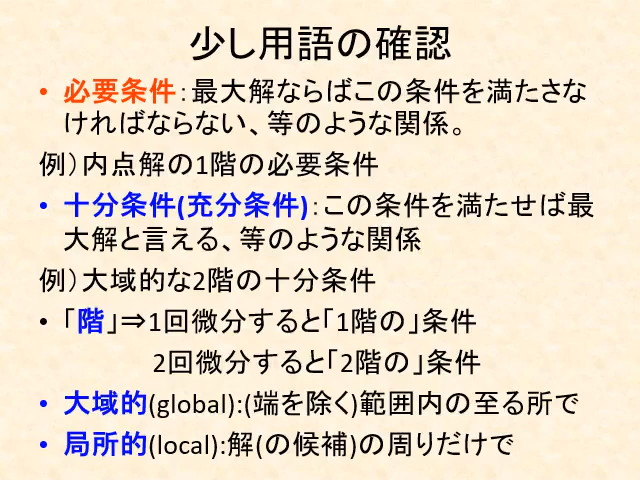 少し用語の確認
• 必要条件：最大解ならばこの条件を満たさな
ければならない、等のような関係。
例）内点解の1階の必要条件
• 十分条件(充分条件)：この条件を満たせば最
大解と言える、等のような関係
例）大域的な2階の十分条件
• 「階」⇒1回微分すると「1階の」条件
2回微分すると「2階の」条件
• 大域的(global):(端を除く)範囲内の至る所で
• 局所的(local):解(の候補)の周りだけで